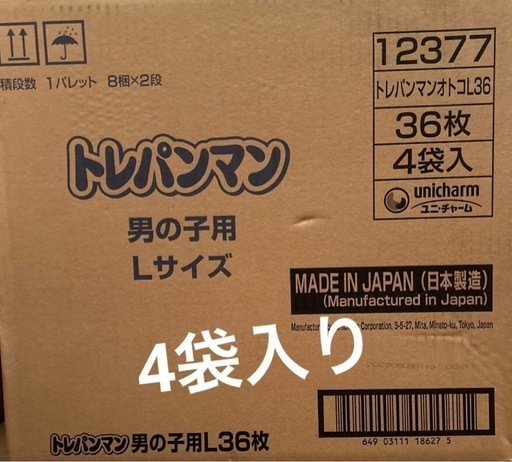 積段数 1パレット 8梱×2段
12377
トレパンマンオトコL36
36枚
4袋入
unicharm
ユニ・チャーム
トレパンマン
男の子用
Lサイズ
MADE IN JAPAN (日本製造)
(Manufactured in Japan)
Corporation, 3-5-27, Mita, Minato-ku, Tokyo, Japan
4袋入り
トレパンマン 男の子用L36枚
649 03111 18627 5